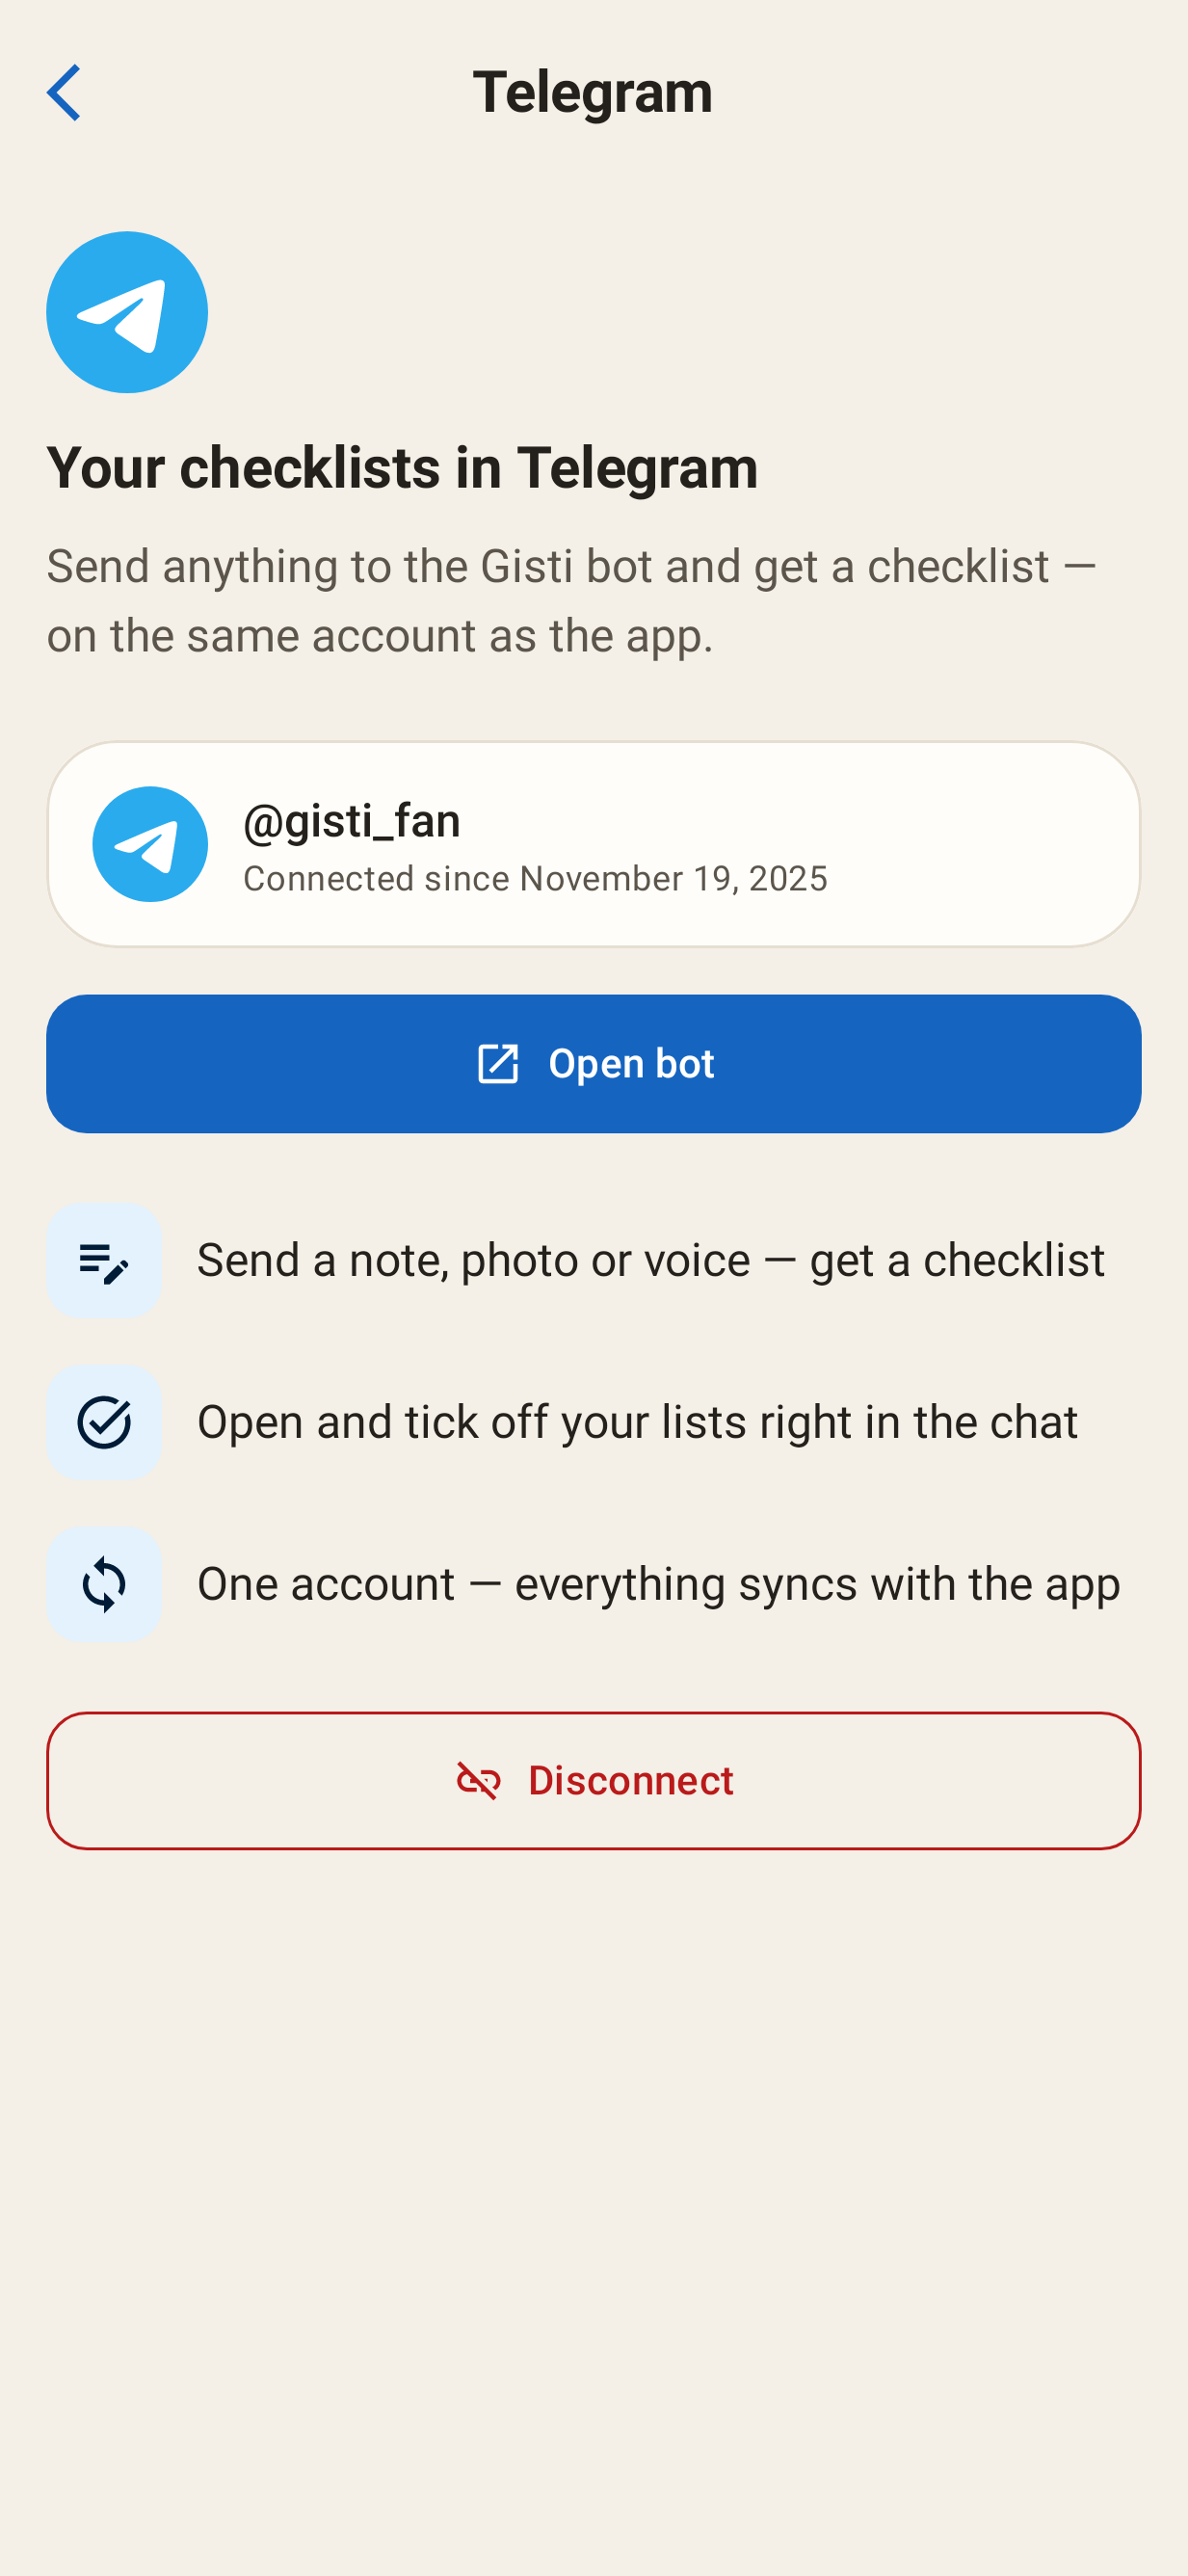 Telegram
Your checklists in Telegram
Send anything to the Gisti bot and get a checklist —
on the same account as the app.
@gisti_fan
Connected since November 19, 2025
Open bot
Send a note, photo or voice — get a checklist
Open and tick off your lists right in the chat
One account — everything syncs with the app
Disconnect